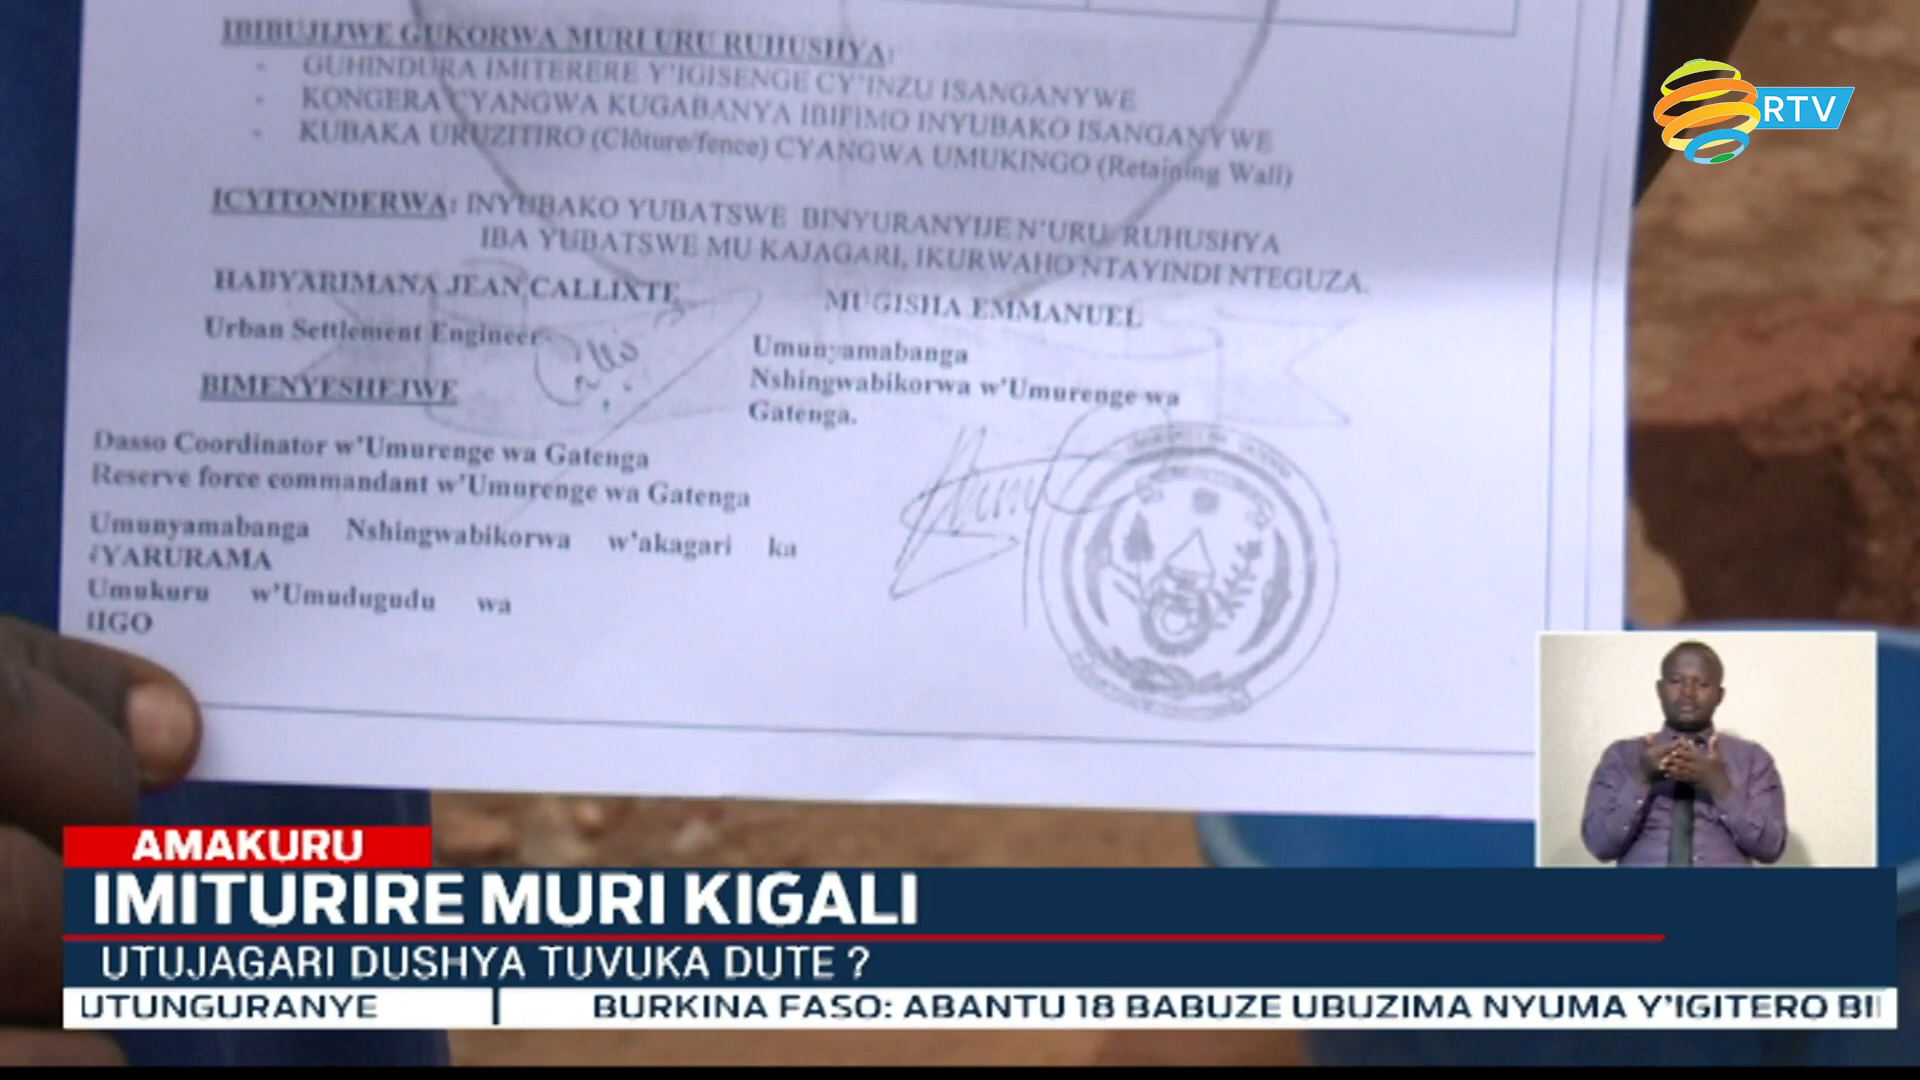 IBIBUJIJWE GUKORWA MURI URU RUHUSHYA:
- GUHINDURA IMITERERE Y'IGISENGE CY'INZU ISANGANYWE
- KONGERA CYANGWA KUGABANYA IBIPIMO INYUBAKO ISANGANYWE
- KUBAKA URUZITIRO (Clôture/fence) CYANGWA UMUKINGO (Retaining Wall)
ICYITONDERWA: INYUBAKO YUBATSWE BINYURANYIJE N'URU RUHUSHYA
IBA YUBATSWE MU KAJAGARI, IKURWAHO NTAYINDI NTEGUZA.
HABYARIMANA JEAN CALLIXTE
Urban Settlement Engineer
MUGISHA EMMANUEL
Umunyamabanga
Nshingwabikorwa w'Umurenge wa
Gatenga.
BIMENYESHEJWE
Dasso Coordinator w'Umurenge wa Gatenga
Reserve force commandant w'Umurenge wa Gatenga
Umunyamabanga Nshingwabikorwa w'akagari ka
YARURAMA
Umukuru w'Umudugudu wa
IIGO
RTV
AMAKURU
IMITURIRE MURI KIGALI
UTUJAGARI DUSHYA TUVUKA DUTE ?
UTUNGURANYE
BURKINA FASO: ABANTU 18 BABUZE UBUZIMA NYUMA Y'IGITERO BI